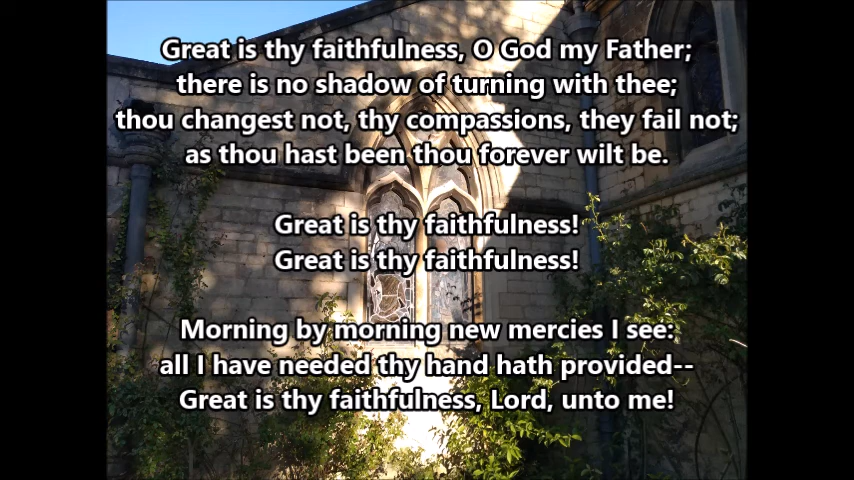 Great is thy faithfulness, O God my Father;
there is no shadow of turning with thee;
thou changest not, thy compassions, they fail not;
as thou hast been thou forever wilt be.
Great is thy faithfulness!
Great is thy faithfulness!
Morning by morning new mercies I see:
all I have needed thy hand hath provided--
Great is thy faithfulness, Lord, unto me!